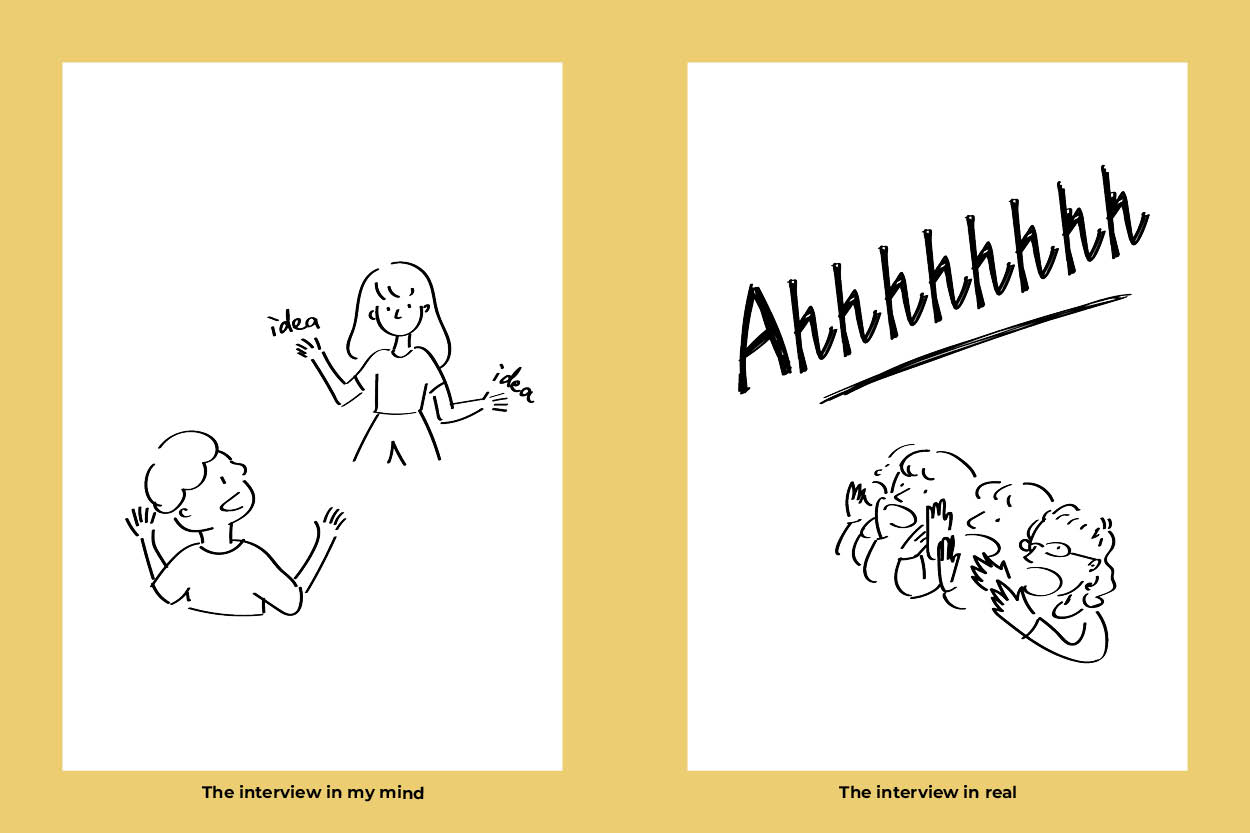 idea
idea
The interview in my mind
Ahhhhhhhh
The interview in real